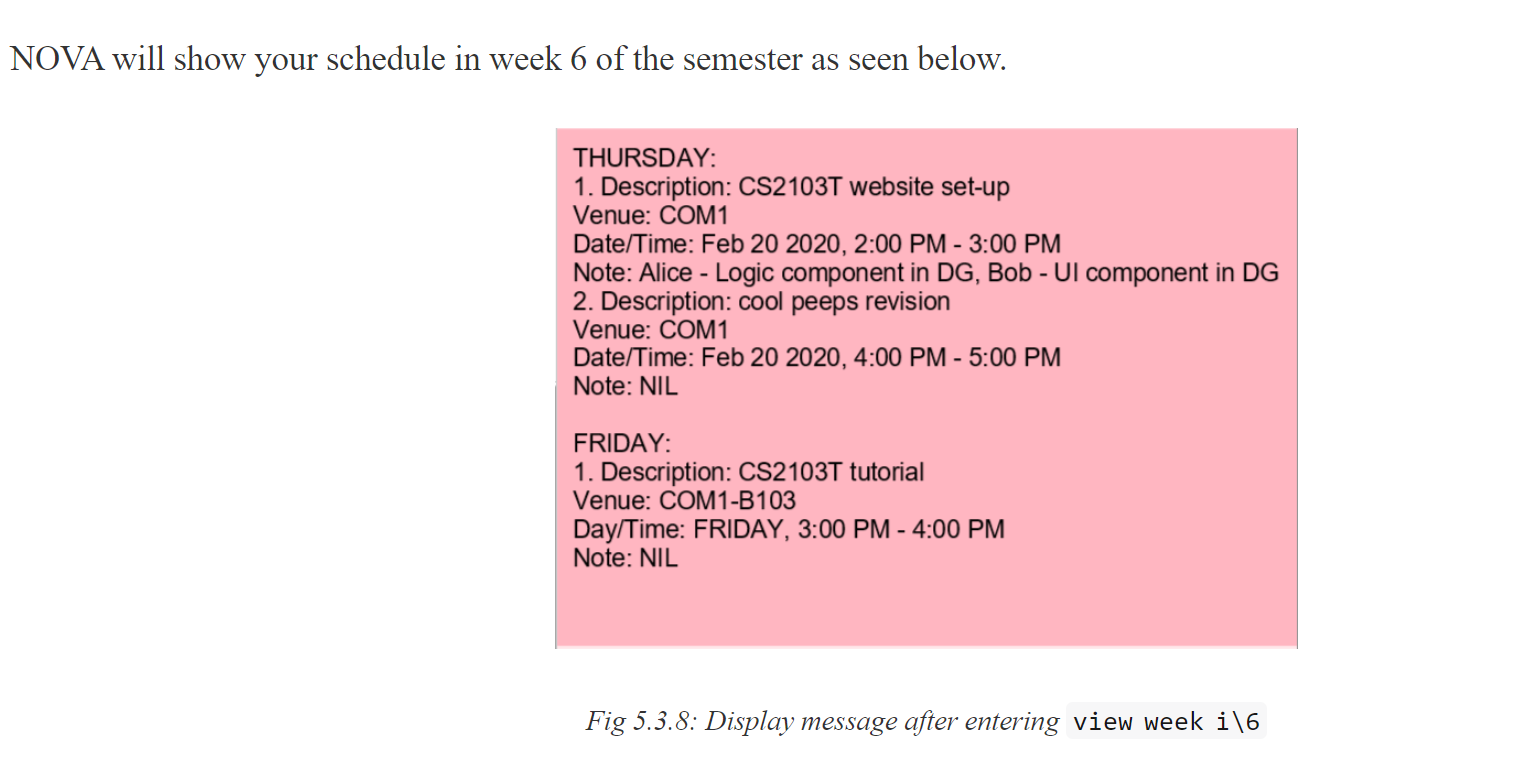 NOVA will show your schedule in week 6 of the semester as seen below.
THURSDAY:
1. Description: CS2103T website set-up
Venue: COM1
Date/Time: Feb 20 2020, 2:00 PM - 3:00 PM
Note: Alice - Logic component in DG, Bob - UI component in DG
2. Description: cool peeps revision
Venue: COM1
Date/Time: Feb 20 2020, 4:00 PM - 5:00 PM
Note: NIL
FRIDAY:
1. Description: CS2103T tutorial
Venue: COM1-B103
Day/Time: FRIDAY, 3:00 PM - 4:00 PM
Note: NIL
Fig 5.3.8: Display message after entering view week i\6